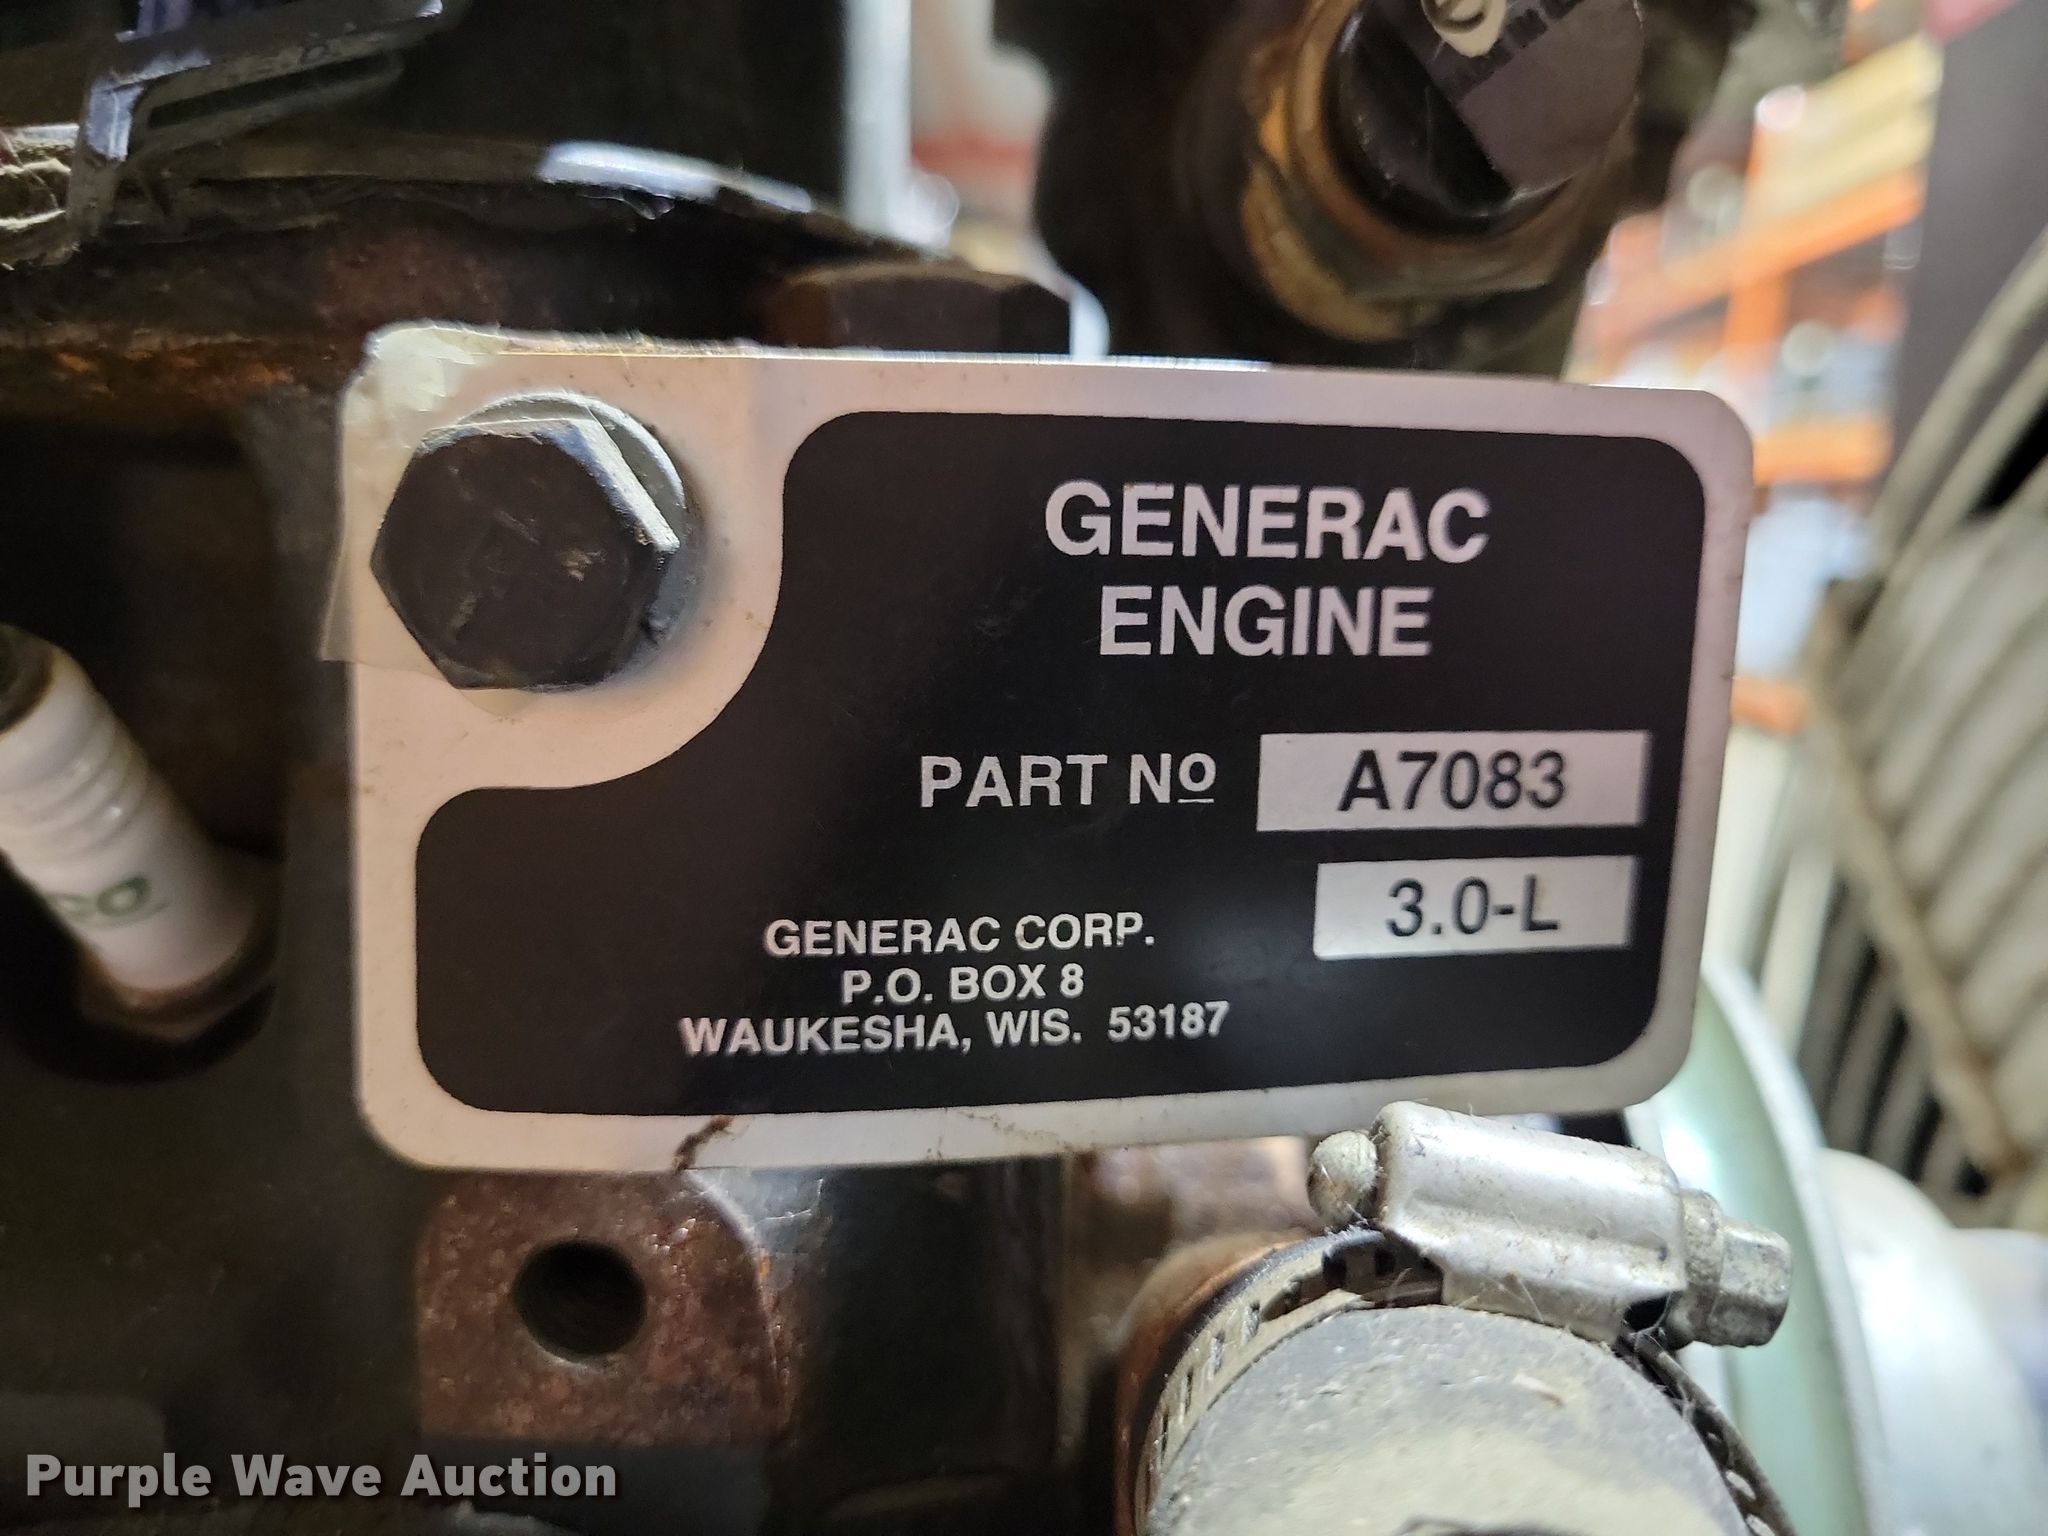 GENERAC
ENGINE
PART Nº A7083
3.0-L
GENERAC CORP.
P.O. BOX 8
WAUKESHA, WIS. 53187
Purple Wave Auction